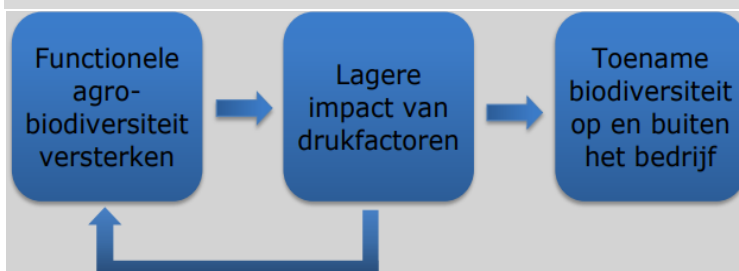 Functionele
agro-
biodiversiteit
versterken
Lagere
impact van
drukfactoren
Toename
biodiversiteit
op en buiten
het bedrijf